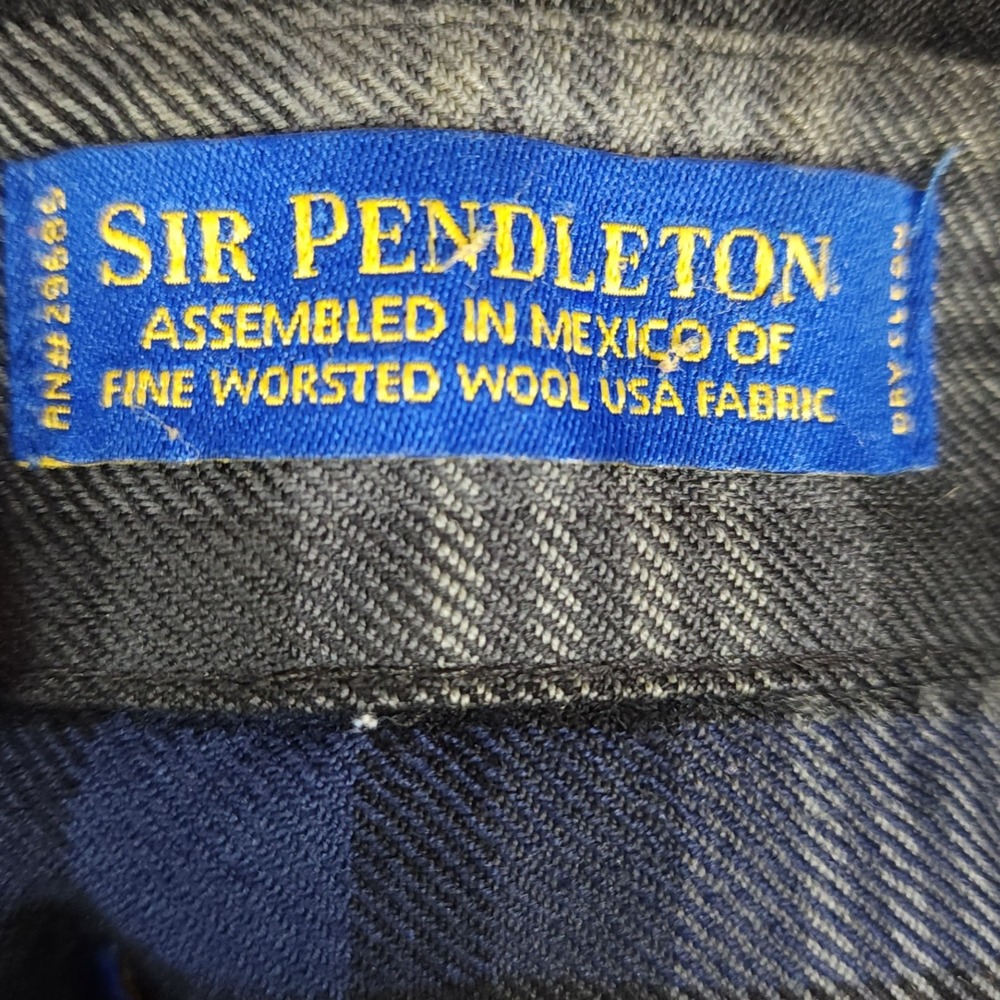 SIR PENDLETON
ASSEMBLED IN MEXICO OF
FINE WORSTED WOOL USA FABRIC
RN#29685